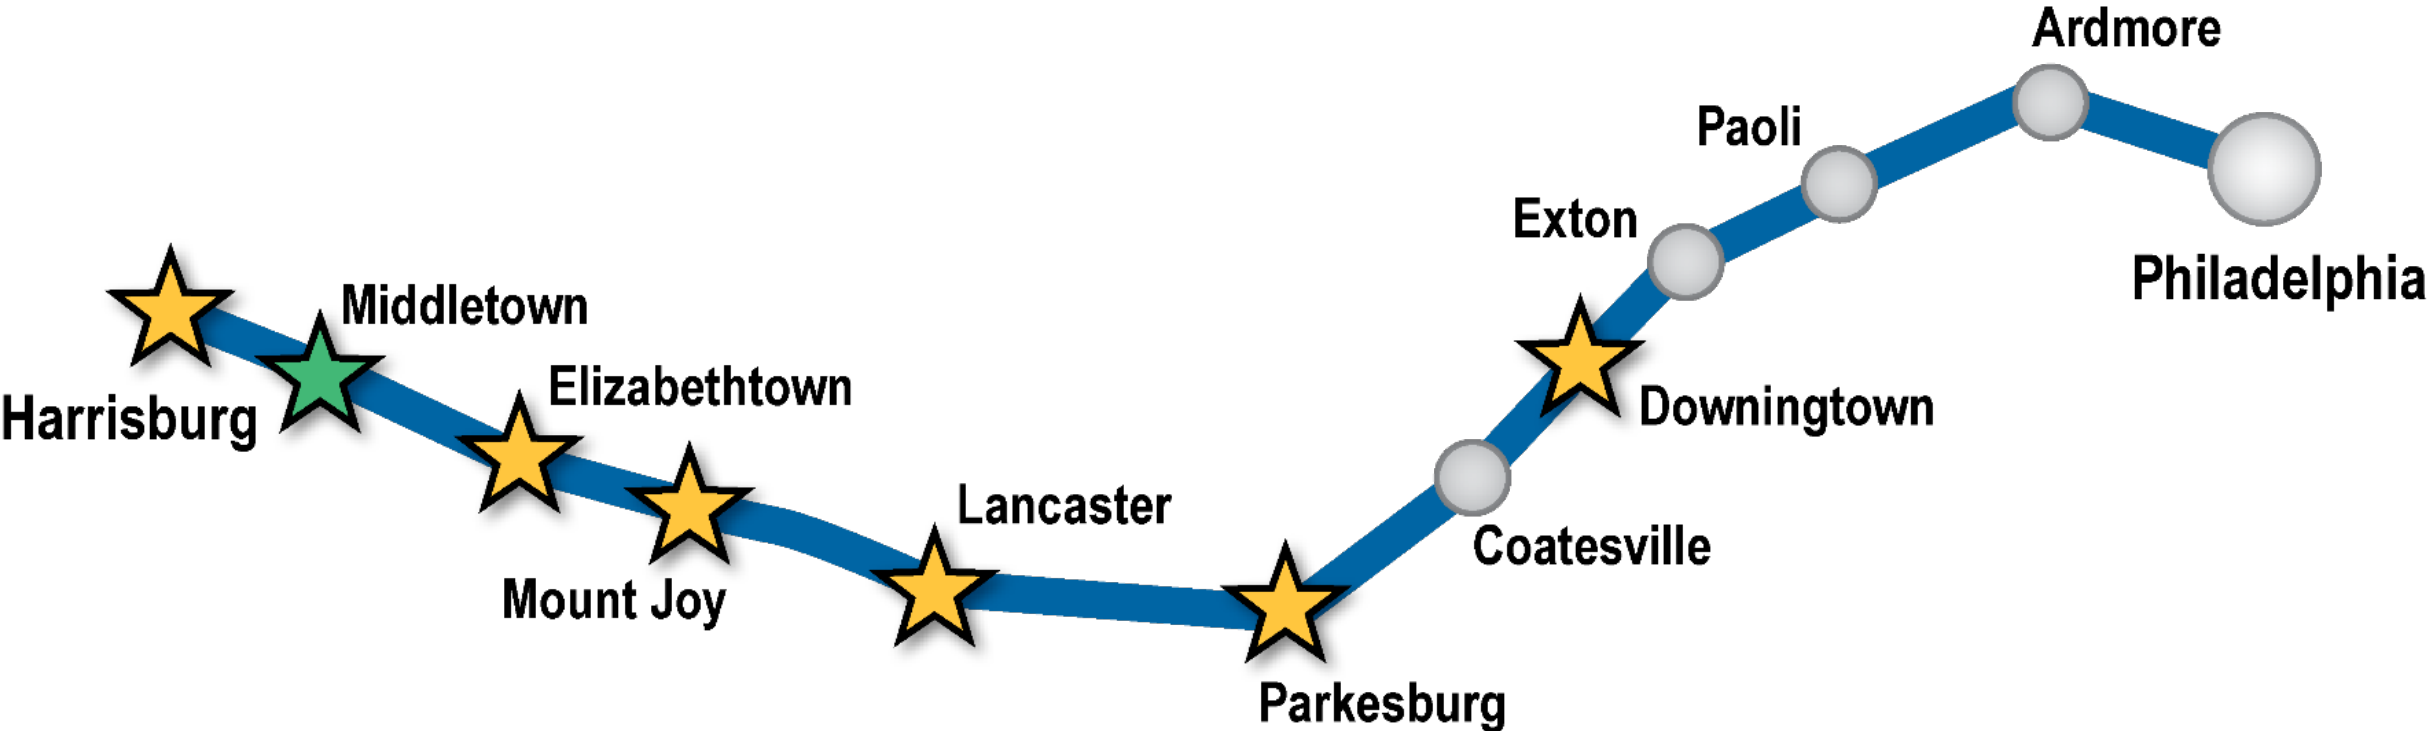 Ardmore
Paoli
Exton
Philadelphia
Middletown
Elizabethtown
Harrisburg
Downingtown
Lancaster
Coatesville
Mount Joy
Parkesburg